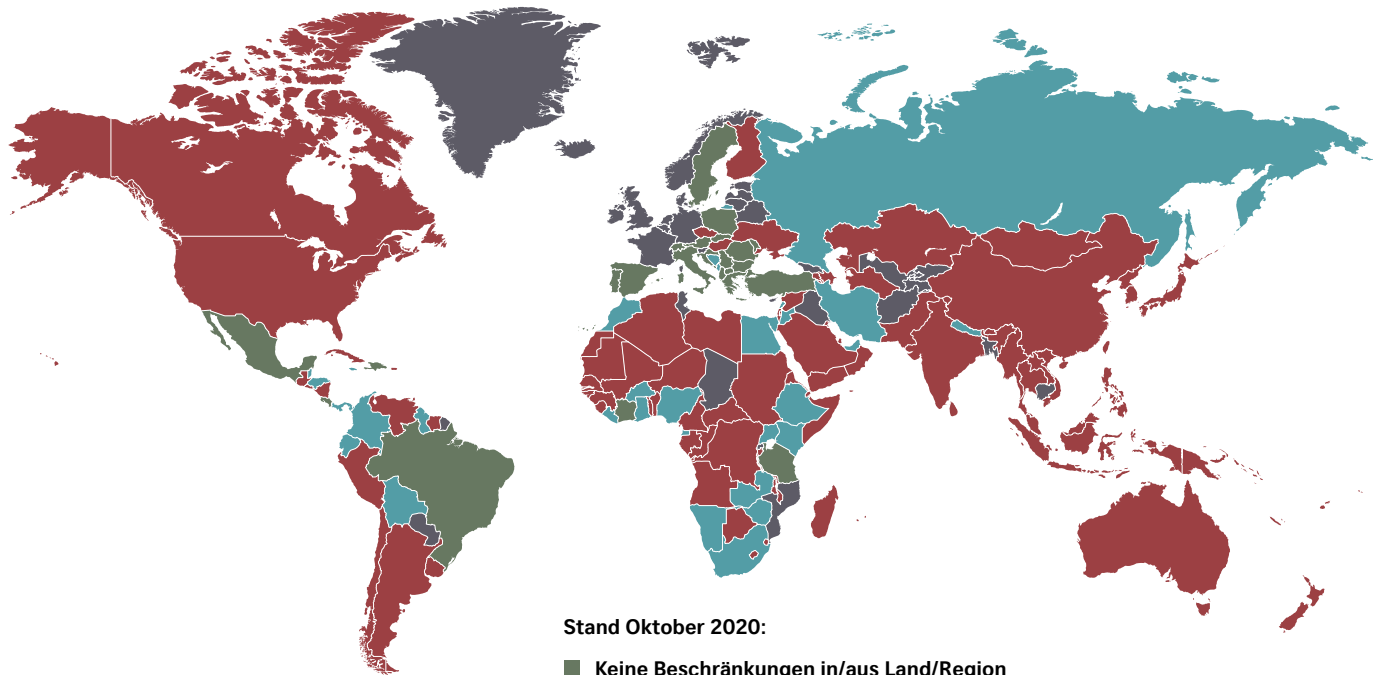 Stand Oktober 2020:
Keine Beschränkungen in/aus Land/Region